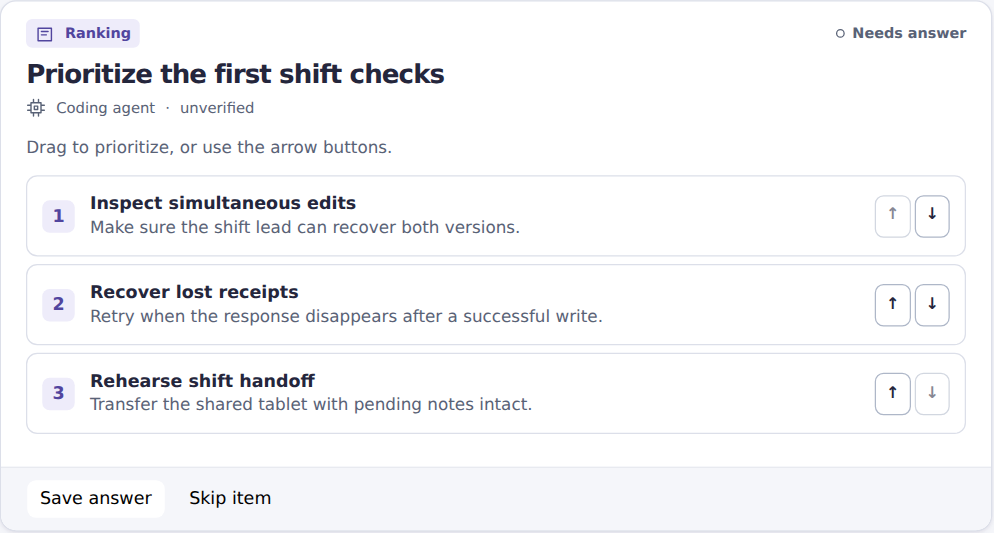 Ranking
Needs answer
Prioritize the first shift checks
Coding agent · unverified
Drag to prioritize, or use the arrow buttons.
1
Inspect simultaneous edits
Make sure the shift lead can recover both versions.
↑ ↓
2
Recover lost receipts
Retry when the response disappears after a successful write.
↑ ↓
3
Rehearse shift handoff
Transfer the shared tablet with pending notes intact.
↑ ↓
Save answer
Skip item